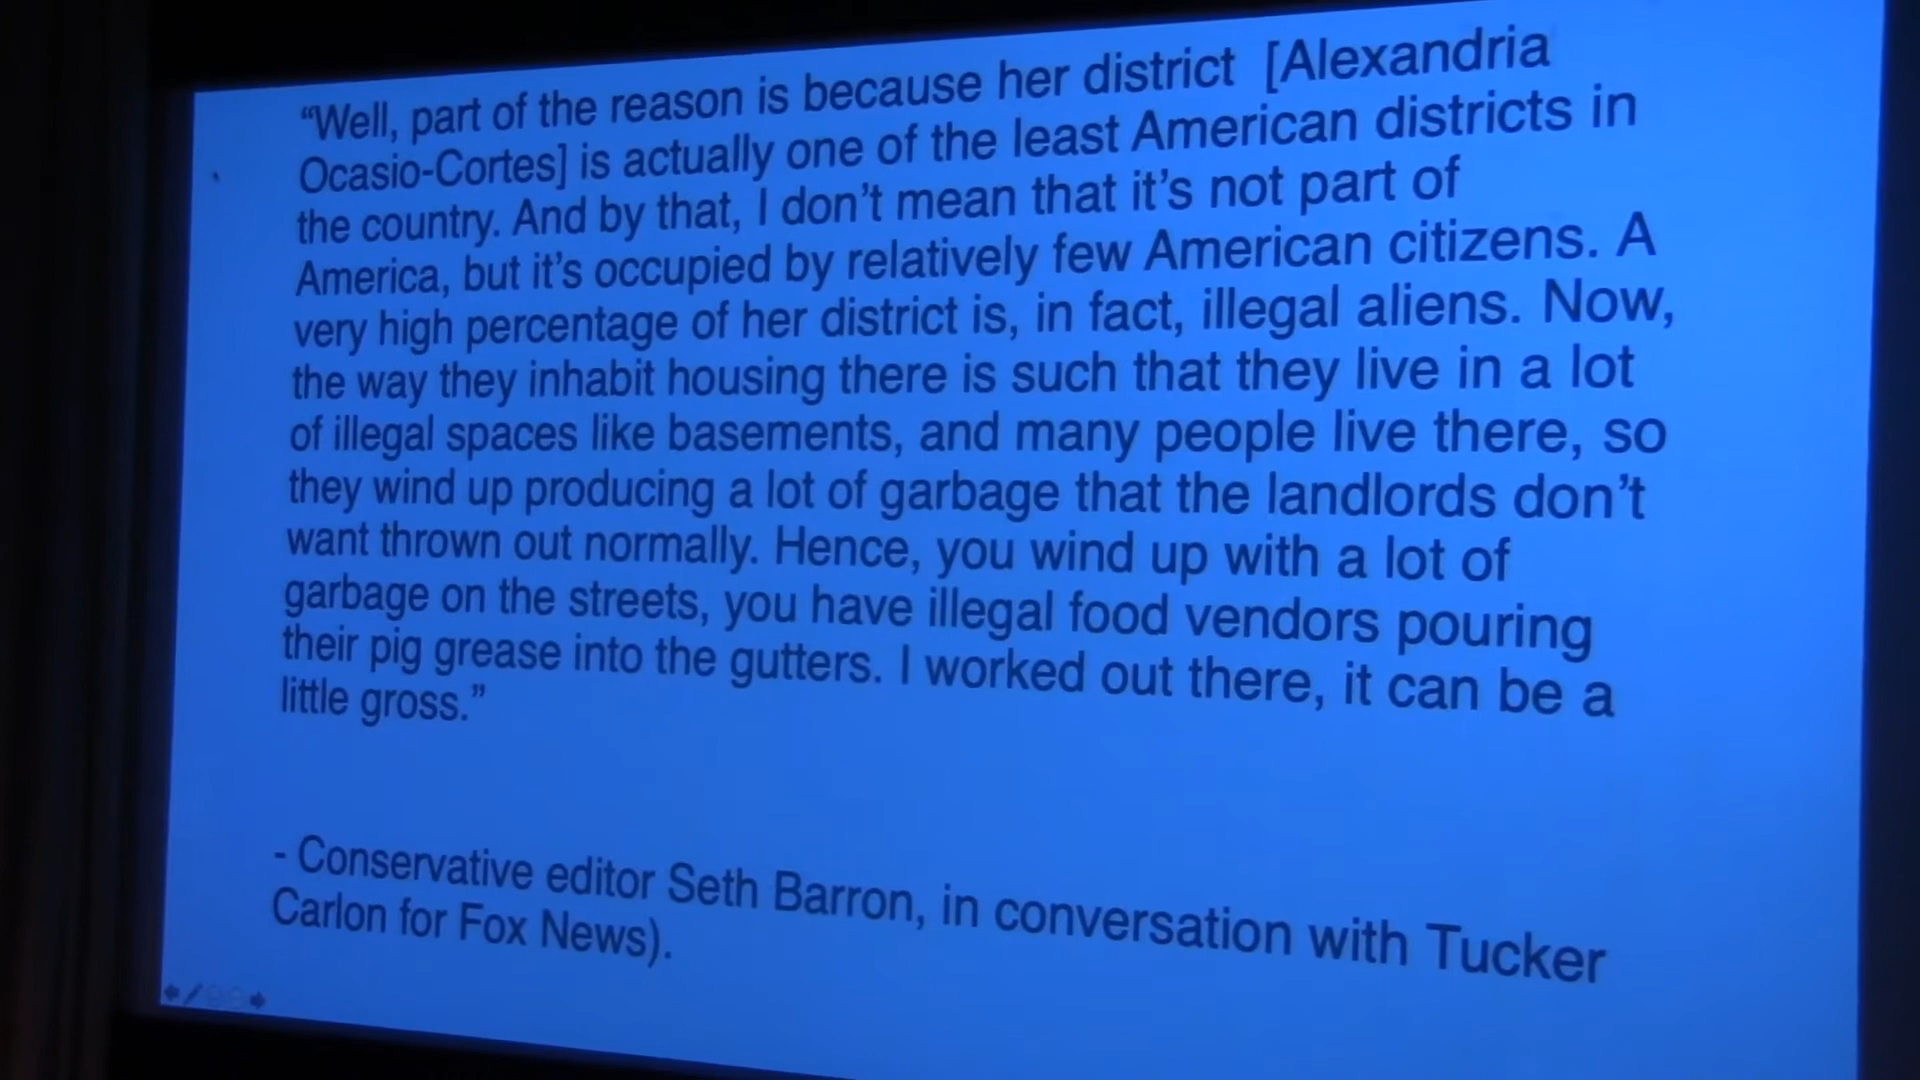 “Well, part of the reason is because her district [Alexandria
Ocasio-Cortes] is actually one of the least American districts in
the country. And by that, I don’t mean that it’s not part of
America, but it’s occupied by relatively few American citizens. A
very high percentage of her district is, in fact, illegal aliens. Now,
the way they inhabit housing there is such that they live in a lot
of illegal spaces like basements, and many people live there, so
they wind up producing a lot of garbage that the landlords don’t
want thrown out normally. Hence, you wind up with a lot of
garbage on the streets, you have illegal food vendors pouring
their pig grease into the gutters. I worked out there, it can be a
little gross.”
- Conservative editor Seth Barron, in conversation with Tucker
Carlon for Fox News).